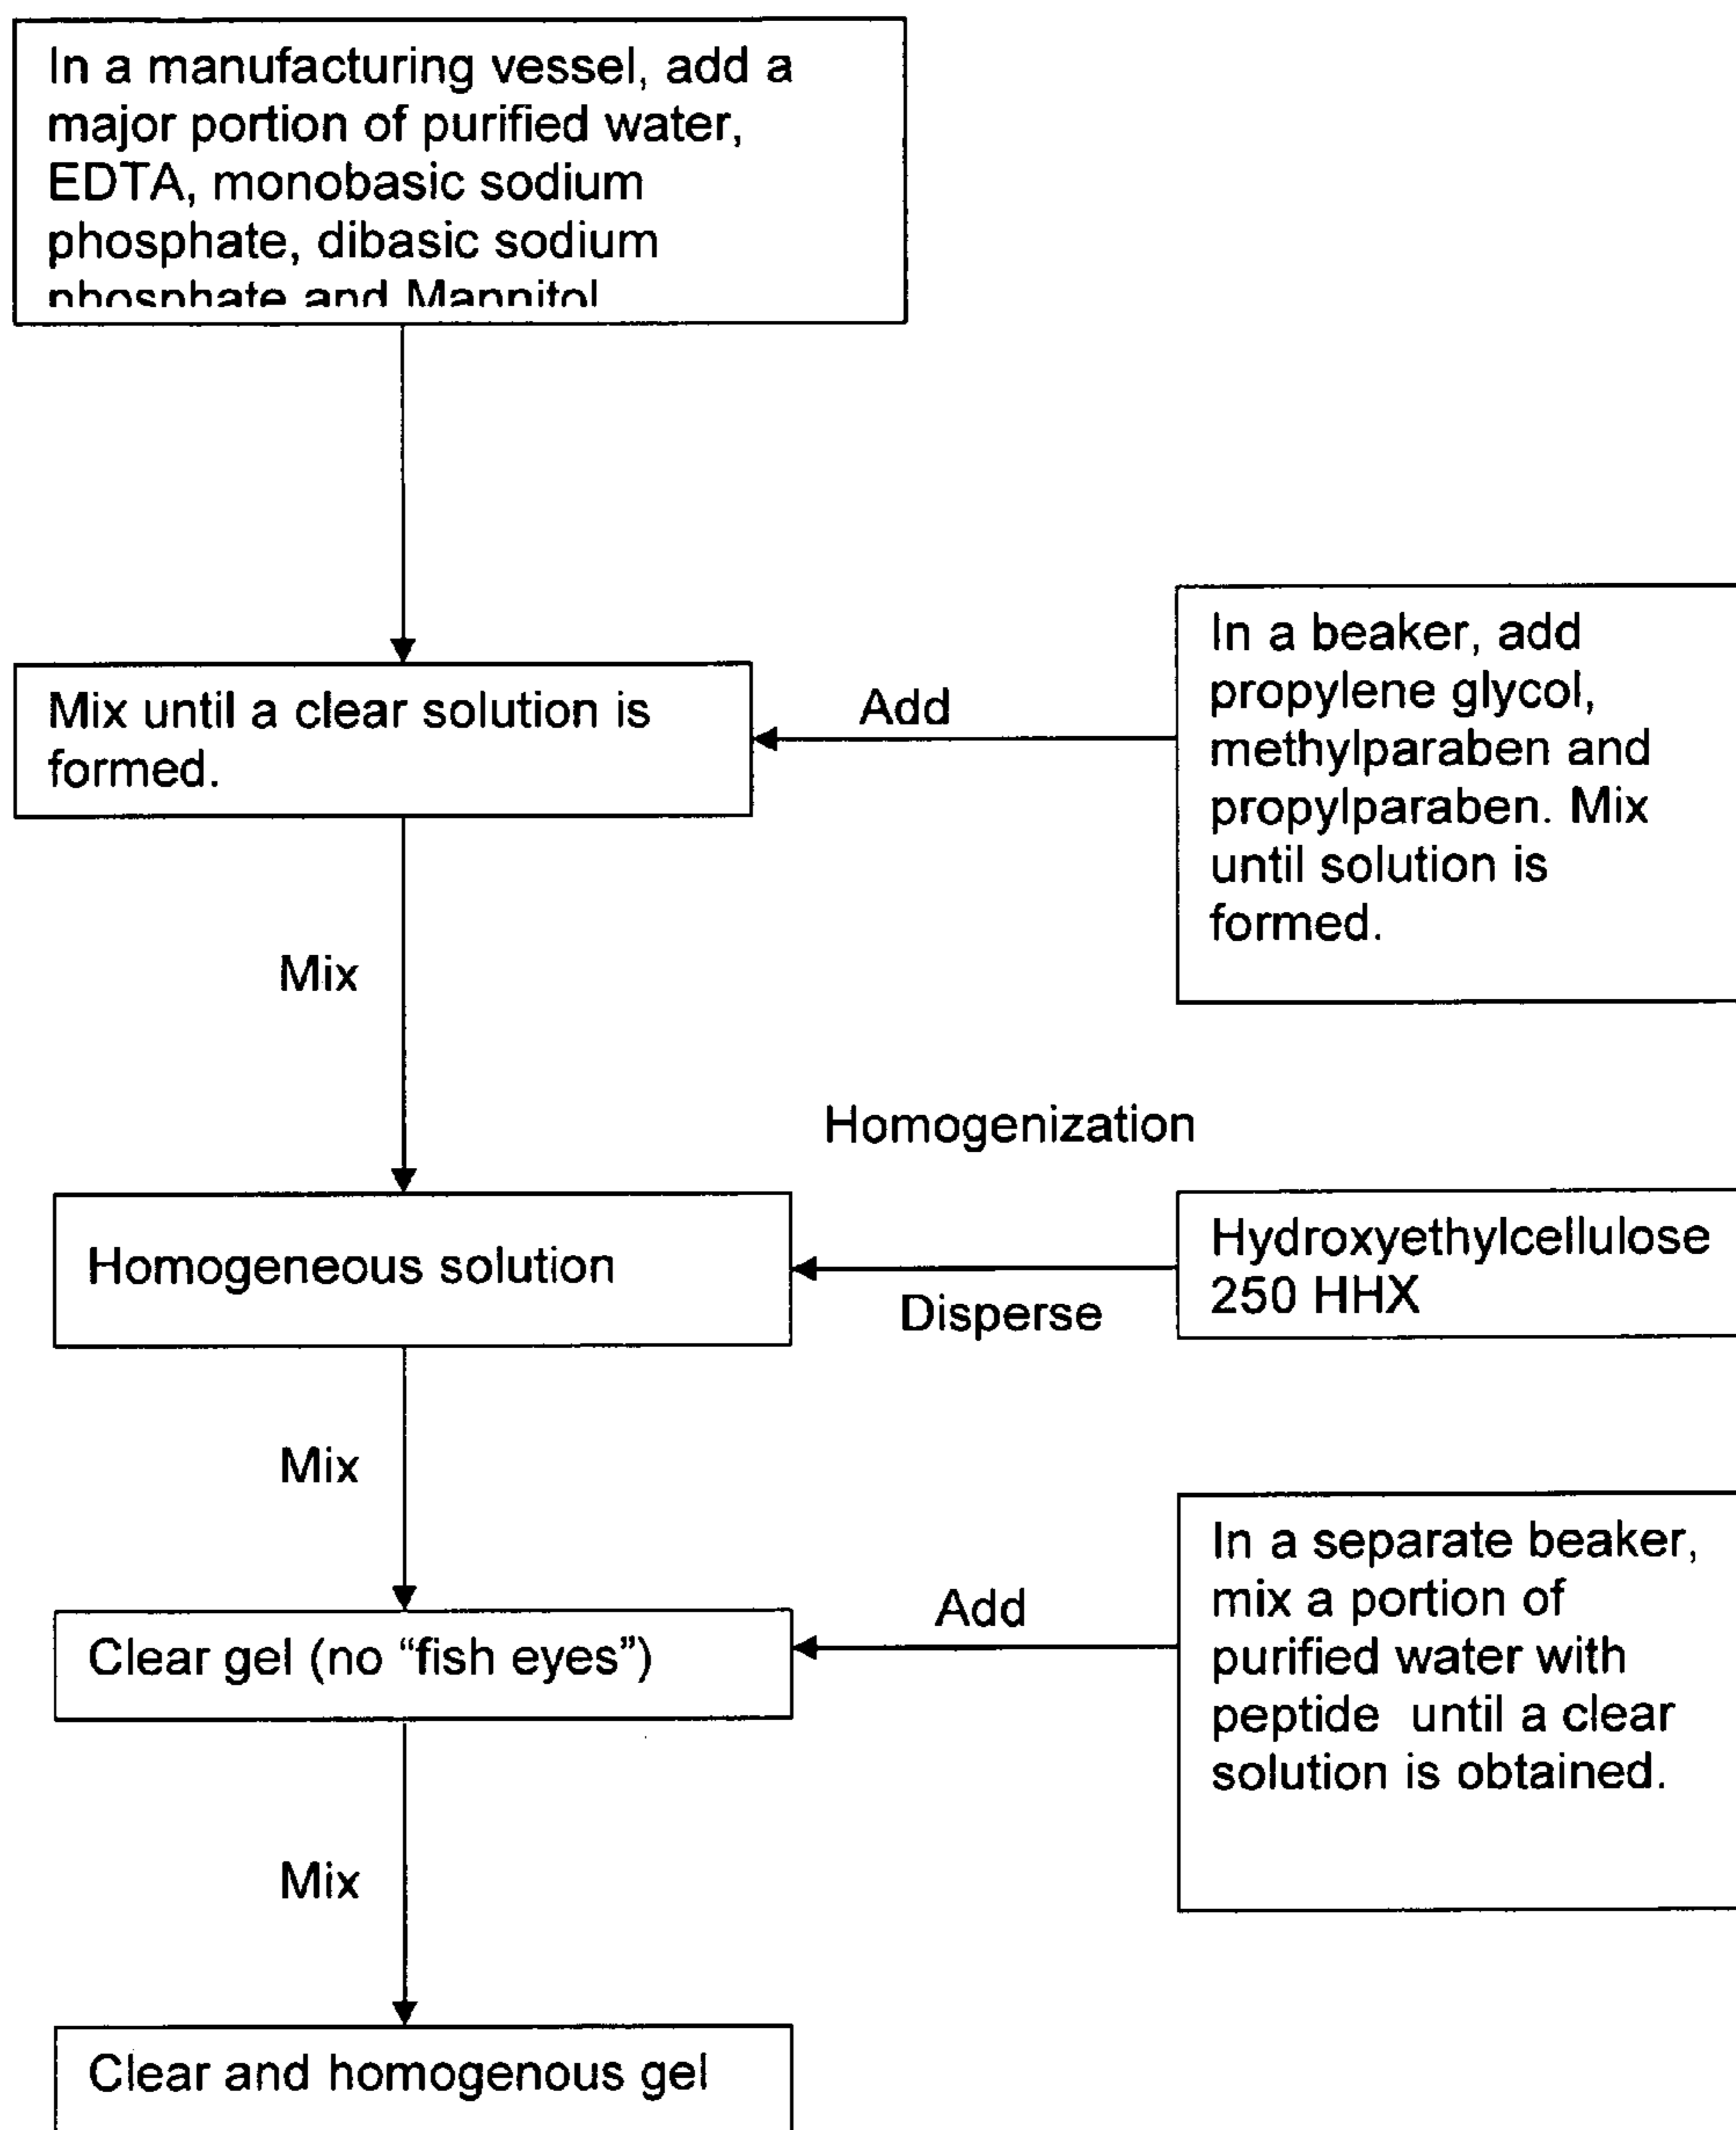 In a manufacturing vessel, add a
major portion of purified water,
EDTA, monobasic sodium
phosphate, dibasic sodium
phosphate and Mannitol
Mix until a clear solution is
formed.
Add
In a beaker, add
propylene glycol,
methylparaben and
propylparaben. Mix
until solution is
formed.
Mix
Homogenization
Homogeneous solution
Disperse
Hydroxyethylcellulose
250 HHX
Mix
Clear gel (no “fish eyes”)
Add
In a separate beaker,
mix a portion of
purified water with
peptide until a clear
solution is obtained.
Mix
Clear and homogenous gel